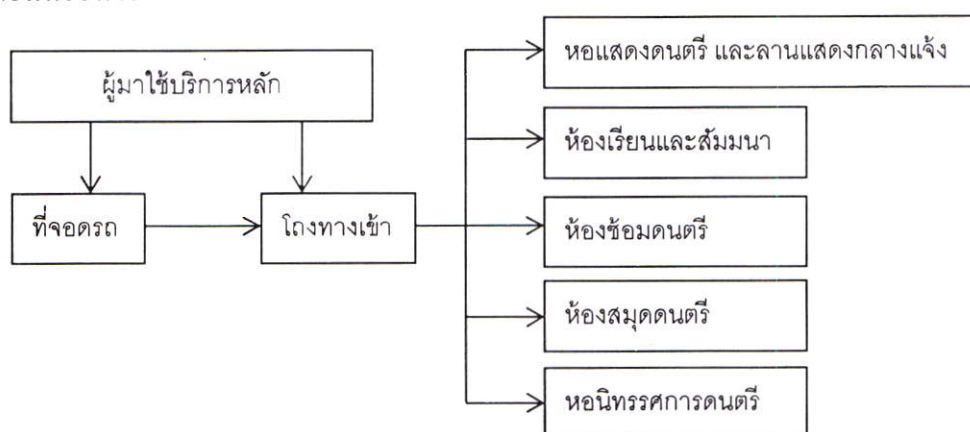 หอแสดงดนตรี และลานแสดงกลางแจ้ง
ผู้มาใช้บริการหลัก
ห้องเรียนและสัมมนา
ที่จอดรถ
โถงทางเข้า
ห้องซ้อมดนตรี
ห้องสมุดดนตรี
หอนิทรรศการดนตรี